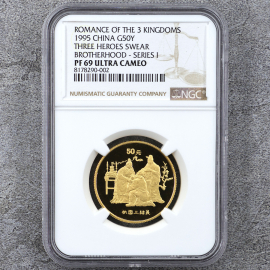 ROMANCE OF THE 3 KINGDOMS
1995 CHINA G50Y
THREE HEROES SWEAR
BROTHERHOOD - SERIES I
PF 69 ULTRA CAMEO
8178290-002
NUMISMATIC GUARANTY COMPANY
NGC
50元